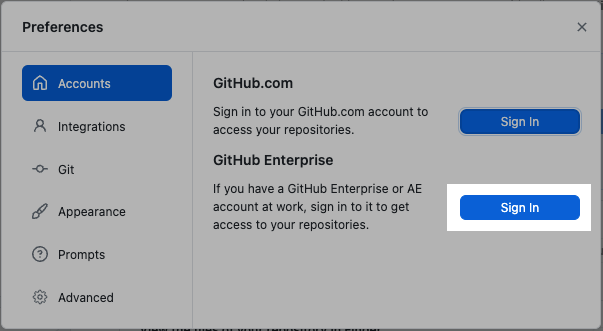 Preferences
Accounts
Integrations
Git
Appearance
Prompts
Advanced
GitHub.com
Sign in to your GitHub.com account to
access your repositories.
Sign In
GitHub Enterprise
If you have a GitHub Enterprise or AE
account at work, sign in to it to get
access to your repositories.
Sign In